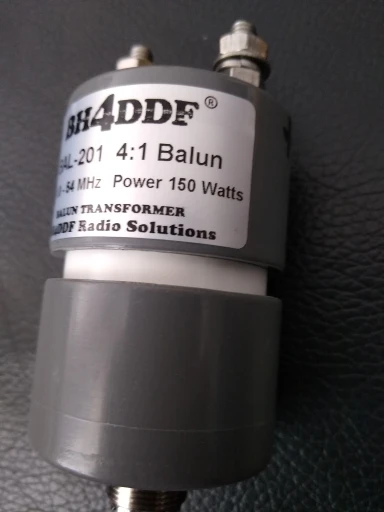 BH4DDF®
AL-201 4:1 Balun
-54 MHz Power 150 Watts
BALUN TRANSFORMER
DDF Radio Solutions